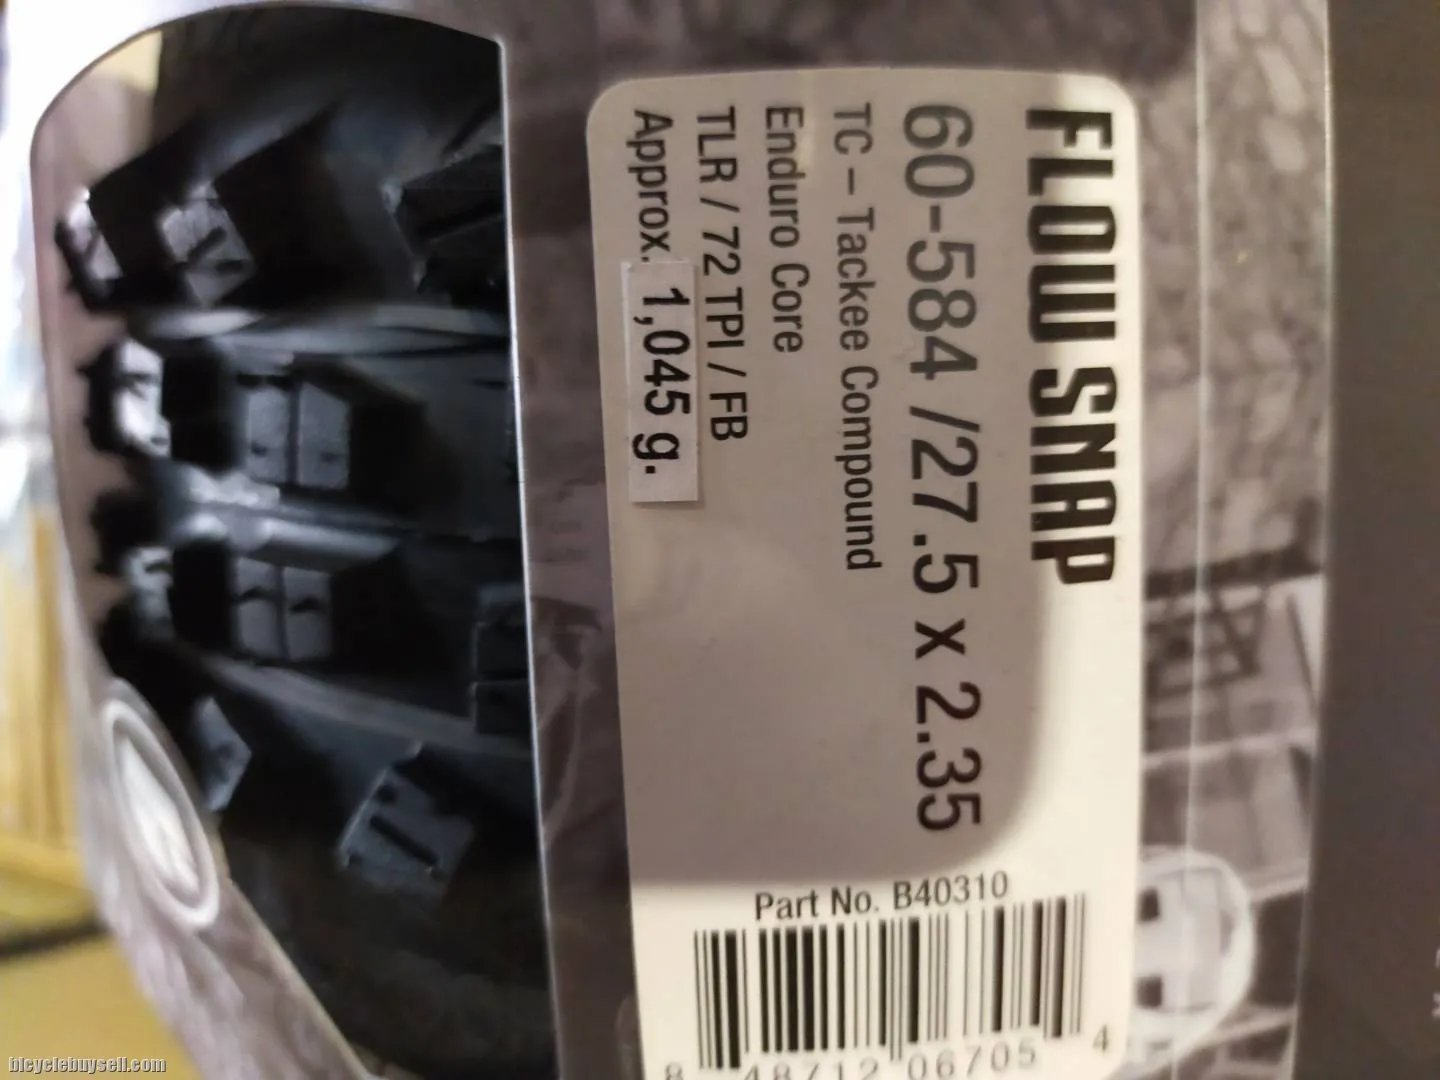 FLOW SNAP
60-584 /27.5 x 2.35
TC – Tackee Compound
Enduro Core
TLR / 72 TPI / FB
Approx. 1,045 g.
Part No. B40310
8 48712 06705 4
bicyclebuysell.com